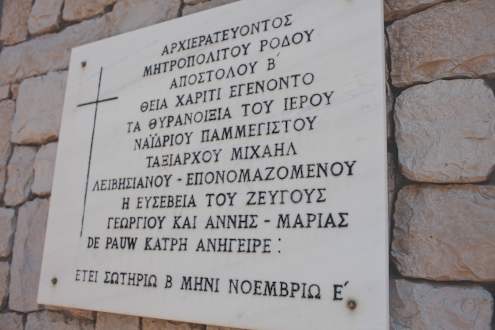 ΑΡΧΙΕΡΑΤΕΥΟΝΤΟΣ
ΜΗΤΡΟΠΟΛΙΤΟΥ ΡΟΔΟΥ
ΑΠΟΣΤΟΛΟΥ Β΄
ΘΕΙΑ ΧΑΡΙΤΙ ΕΓΕΝΟΝΤΟ
ΤΑ ΘΥΡΑΝΟΙΞΙΑ ΤΟΥ ΙΕΡΟΥ
ΝΑΪΔΡΙΟΥ ΠΑΜΜΕΓΙΣΤΟΥ
ΤΑΞΙΑΡΧΟΥ ΜΙΧΑΗΛ
ΛΕΙΒΗΣΙΑΝΟΥ - ΕΠΟΝΟΜΑΖΟΜΕΝΟΥ
Η ΕΥΣΕΒΕΙΑ ΤΟΥ ΖΕΥΓΟΥΣ
ΓΕΩΡΓΙΟΥ ΚΑΙ ΑΝΝΗΣ - ΜΑΡΙΑΣ
DE PAUW ΚΑΤΡΗ ΑΝΗΓΕΙΡΕ :
ΕΤΕΙ ΣΩΤΗΡΙΩ Β ΜΗΝΙ ΝΟΕΜΒΡΙΩ Ε΄